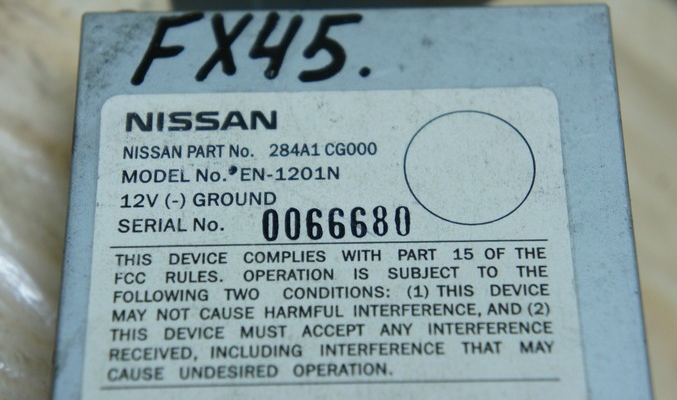 FX45.
NISSAN
NISSAN PART No. 284A1 CG000
MODEL No. EN-1201N
12V (-) GROUND
SERIAL No. 0066680
THIS DEVICE COMPLIES WITH PART 15 OF THE
FCC RULES. OPERATION IS SUBJECT TO THE
FOLLOWING TWO CONDITIONS: (1) THIS DEVICE
MAY NOT CAUSE HARMFUL INTERFERENCE, AND (2)
THIS DEVICE MUST ACCEPT ANY INTERFERENCE
RECEIVED, INCLUDING INTERFERENCE THAT MAY
CAUSE UNDESIRED OPERATION.